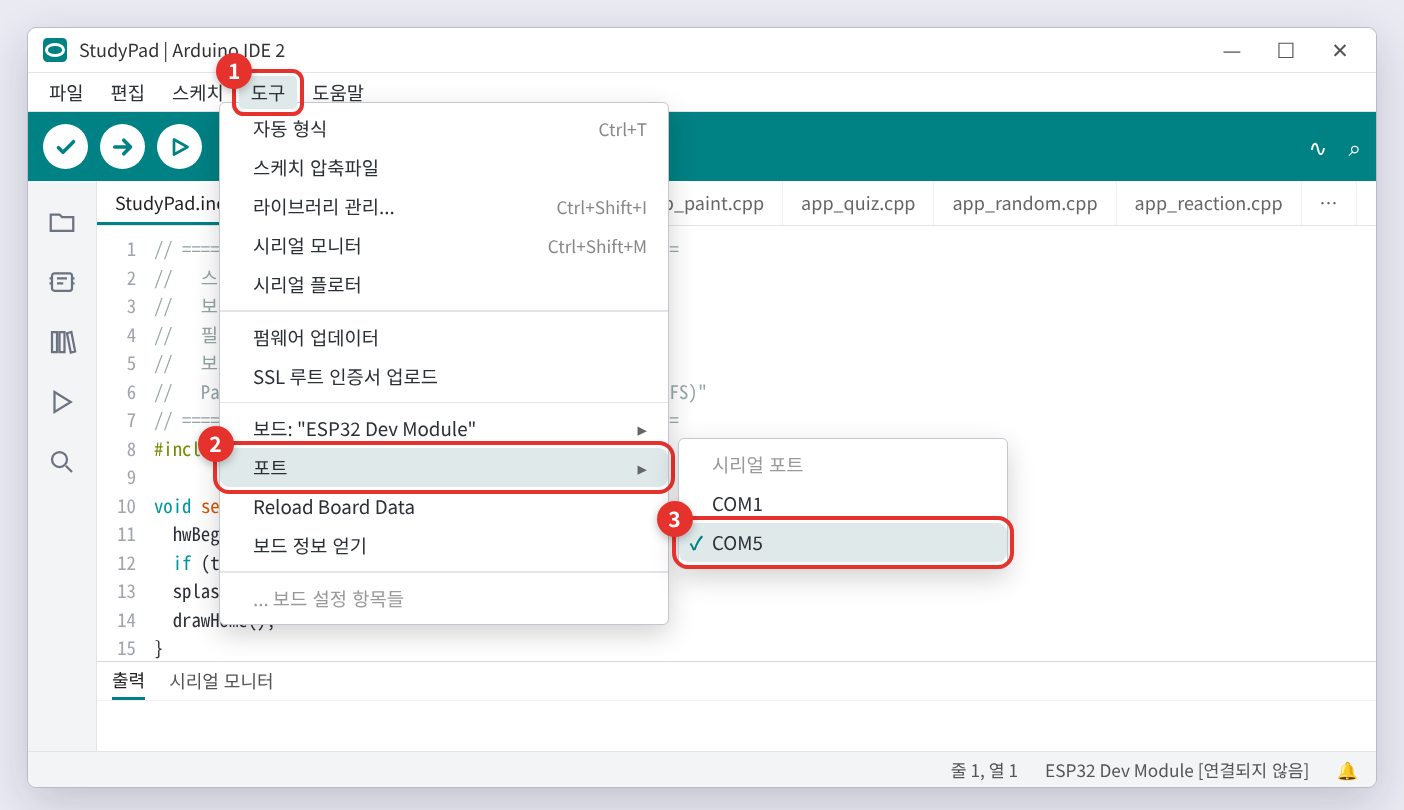 StudyPad | Arduino IDE 2
파일 편집 스케치 도구 도움말
1
자동 형식 Ctrl+T
스케치 압축파일
라이브러리 관리... Ctrl+Shift+I
시리얼 모니터 Ctrl+Shift+M
시리얼 플로터
펌웨어 업데이터
SSL 루트 인증서 업로드
보드: "ESP32 Dev Module" ▸
2
포트 ▸
Reload Board Data
보드 정보 얻기
... 보드 설정 항목들
시리얼 포트
COM1
3
✓ COM5
app_quiz.cpp app_random.cpp app_reaction.cpp ···
1 //
2 // 스
3 // 보
4 // 필
5 // 보
6 // Pa FS)"
7 //
8 #incl
9
10 void se
11 hwBeg
12 if (t
13 splas
14
15 }
출력 시리얼 모니터
줄 1, 열 1 ESP32 Dev Module [연결되지 않음]